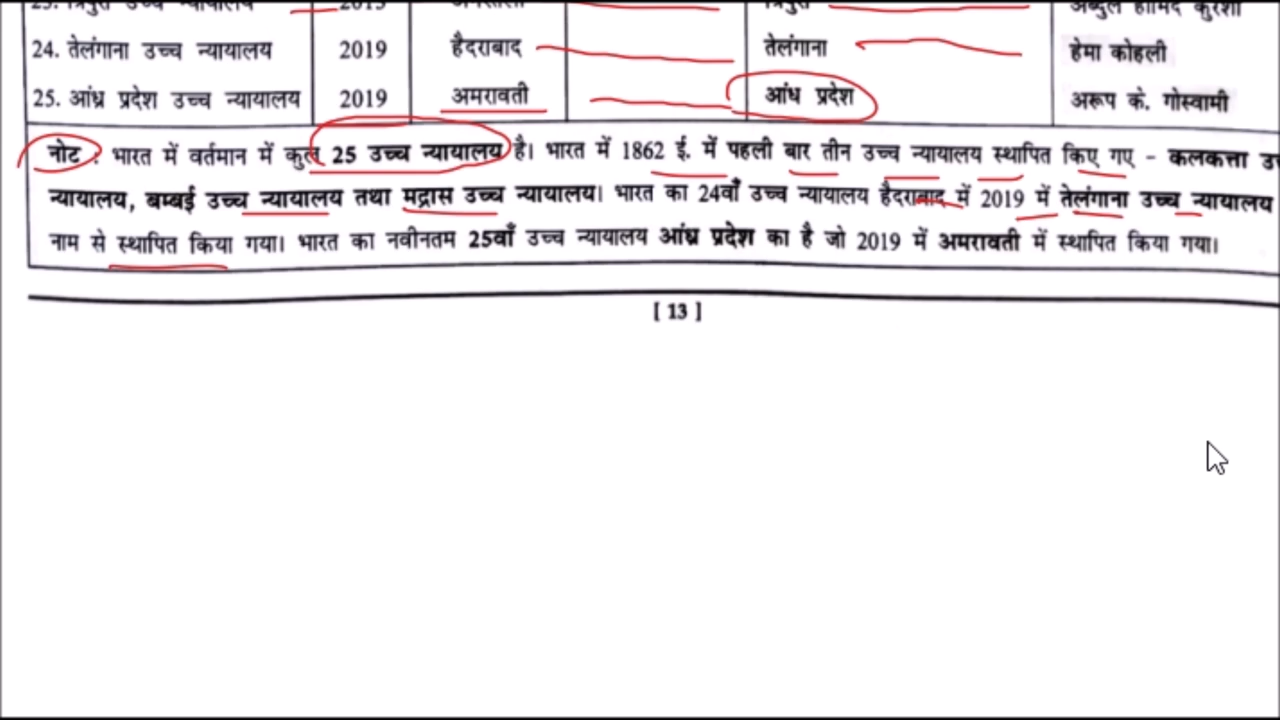 24. तेलंगाना उच्च न्यायालय 2019 हैदराबाद तेलंगाना हेमा कोहली
25. आंध्र प्रदेश उच्च न्यायालय 2019 अमरावती आंध प्रदेश अरूप के. गोस्वामी
नोट : भारत में वर्तमान में कुल 25 उच्च न्यायालय है। भारत में 1862 ई. में पहली बार तीन उच्च न्यायालय स्थापित किए गए - कलकत्ता
न्यायालय, बम्बई उच्च न्यायालय तथा मद्रास उच्च न्यायालय। भारत का 24वाँ उच्च न्यायालय हैदराबाद में 2019 में तेलंगाना उच्च न्यायालय
नाम से स्थापित किया गया। भारत का नवीनतम 25वाँ उच्च न्यायालय आंध्र प्रदेश का है जो 2019 में अमरावती में स्थापित किया गया।
[ 13 ]